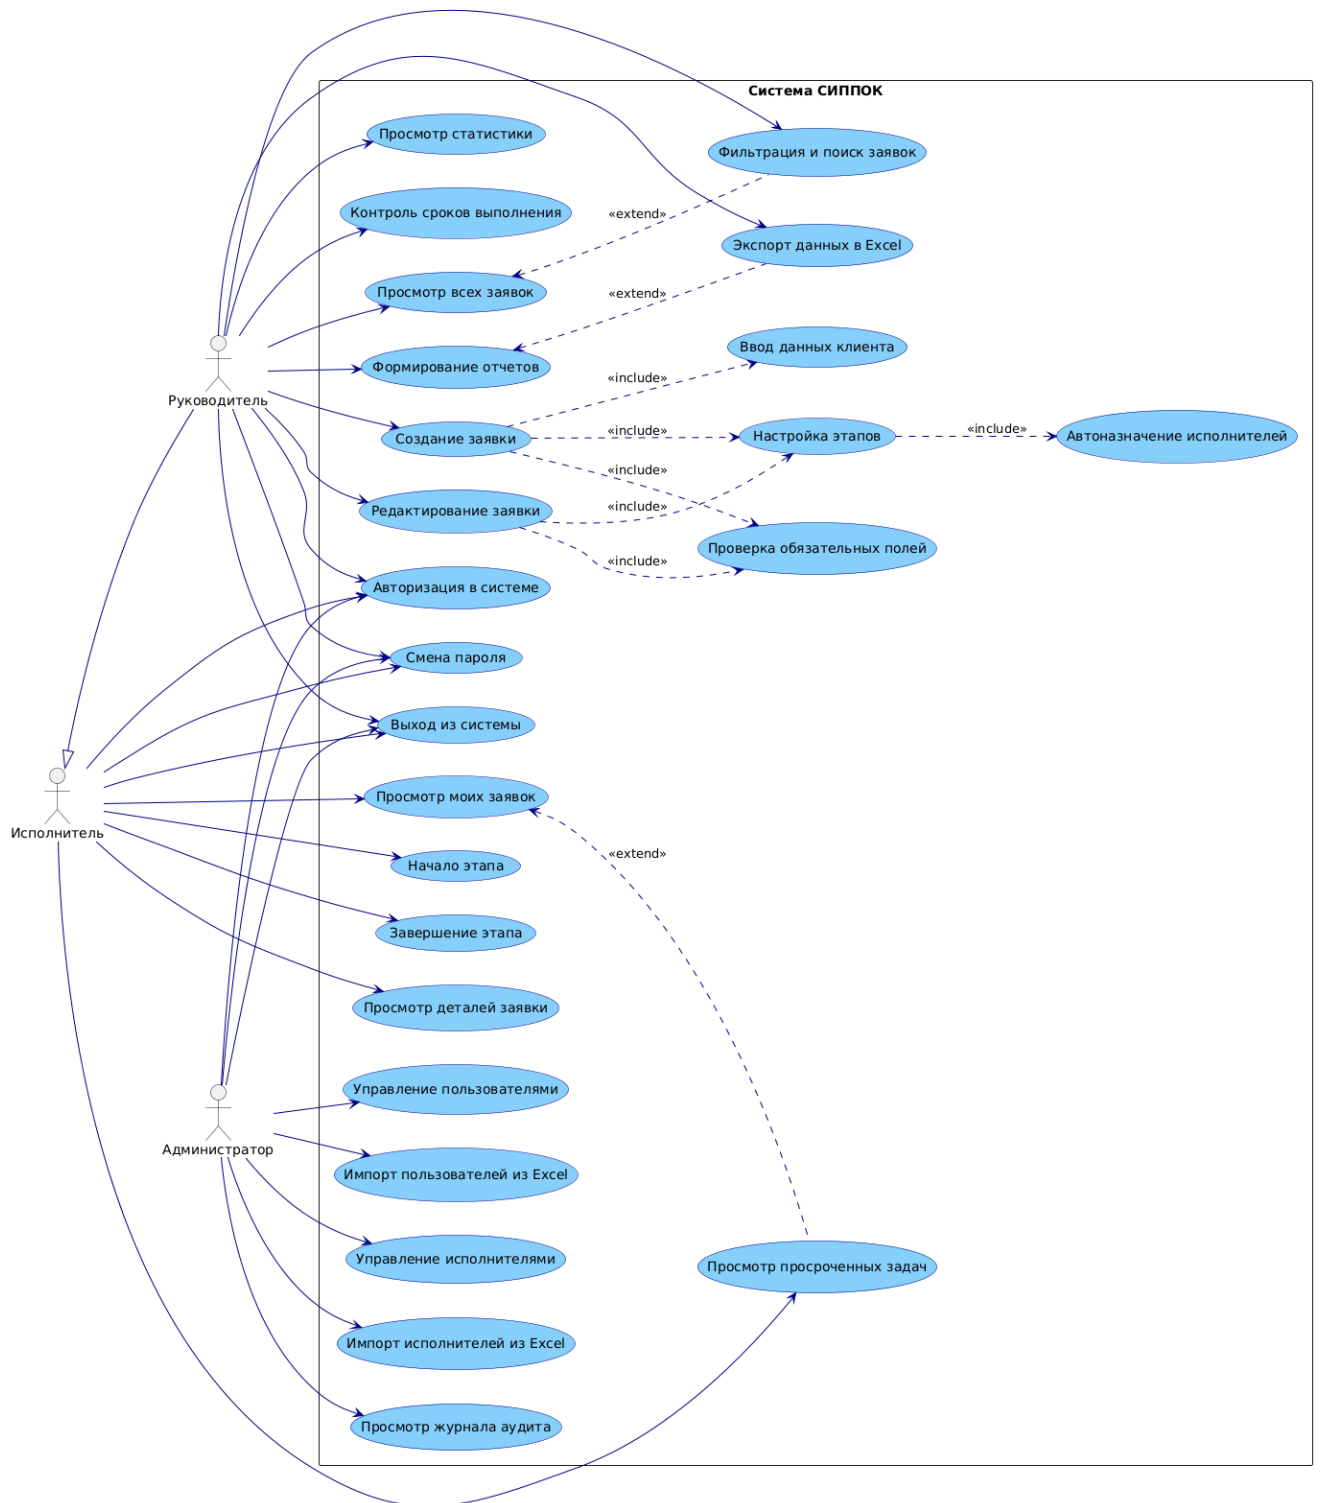 Система СИППОК
Просмотр статистики
Фильтрация и поиск заявок
Контроль сроков выполнения
«extend»
Экспорт данных в Excel
Просмотр всех заявок
«extend»
Ввод данных клиента
Формирование отчетов
«include»
Руководитель
Создание заявки
«include»
Настройка этапов
«include»
Автоназначение исполнителей
«include»
Редактирование заявки
«include»
Проверка обязательных полей
«include»
Авторизация в системе
Смена пароля
Выход из системы
Просмотр моих заявок
Исполнитель
«extend»
Начало этапа
Завершение этапа
Просмотр деталей заявки
Управление пользователями
Администратор
Импорт пользователей из Excel
Управление исполнителями
Просмотр просроченных задач
Импорт исполнителей из Excel
Просмотр журнала аудита